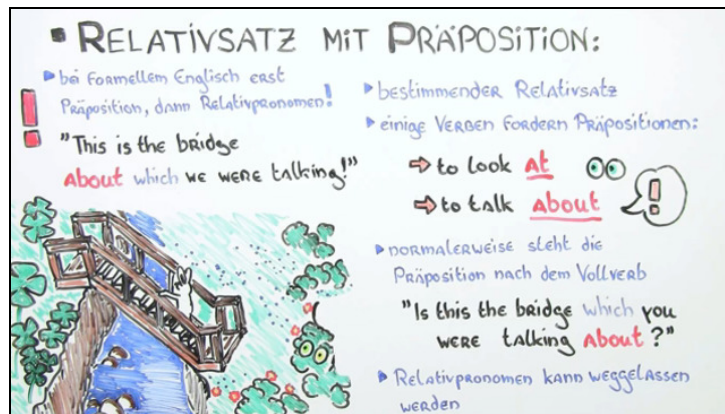 ▪ RELATIVSATZ MIT PRÄPOSITION:
▸ bei formellem Englisch erst
Präposition, dann Relativpronomen!
"This is the bridge
About which we were talking!"
▸ bestimmender Relativsatz
▸ einige Verben fordern Präpositionen:
⇨ to look At
⇨ to talk About
!
▸ normalerweise steht die
Präposition nach dem Vollverb
"Is this the bridge which you
were talking About?"
▸ Relativpronomen kann weggelassen
werden